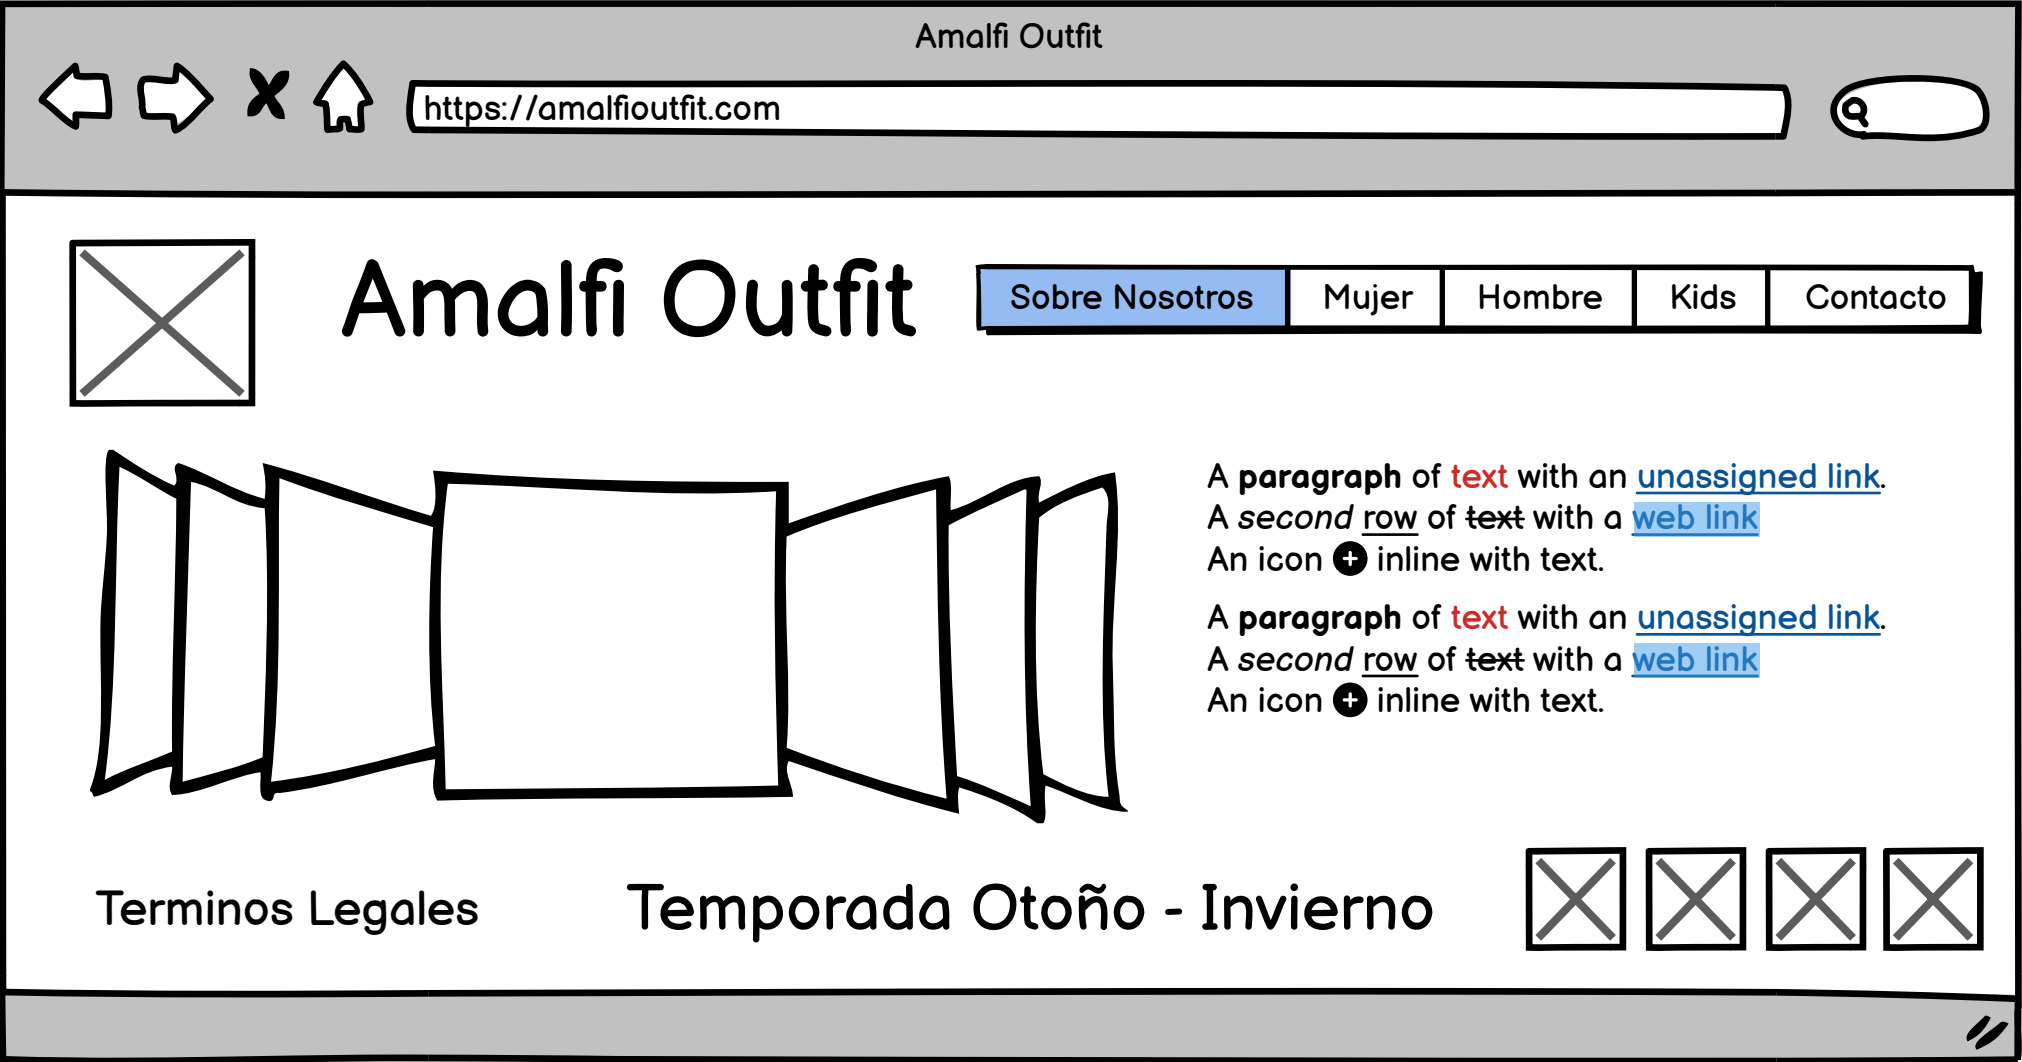 Amalfi Outfit
https://amalfioutfit.com
Amalfi Outfit
Sobre Nosotros Mujer Hombre Kids Contacto
A paragraph of text with an unassigned link.
A second row of text with a web link
An icon inline with text.
A paragraph of text with an unassigned link.
A second row of text with a web link
An icon inline with text.
Terminos Legales
Temporada Otoño - Invierno